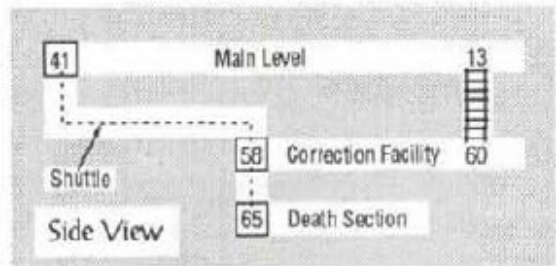 41 Main Level 13
58 Correction Facility 60
Shuttle
65 Death Section
Side View